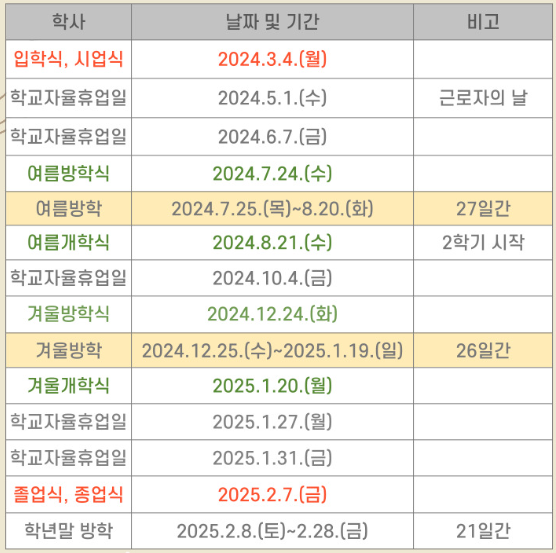 학사 날짜 및 기간 비고
입학식, 시업식 2024.3.4.(월)
학교자율휴업일 2024.5.1.(수) 근로자의 날
학교자율휴업일 2024.6.7.(금)
여름방학식 2024.7.24.(수)
여름방학 2024.7.25.(목)~8.20.(화) 27일간
여름개학식 2024.8.21.(수) 2학기 시작
학교자율휴업일 2024.10.4.(금)
겨울방학식 2024.12.24.(화)
겨울방학 2024.12.25.(수)~2025.1.19.(일) 26일간
겨울개학식 2025.1.20.(월)
학교자율휴업일 2025.1.27.(월)
학교자율휴업일 2025.1.31.(금)
졸업식, 종업식 2025.2.7.(금)
학년말 방학 2025.2.8.(토)~2.28.(금) 21일간